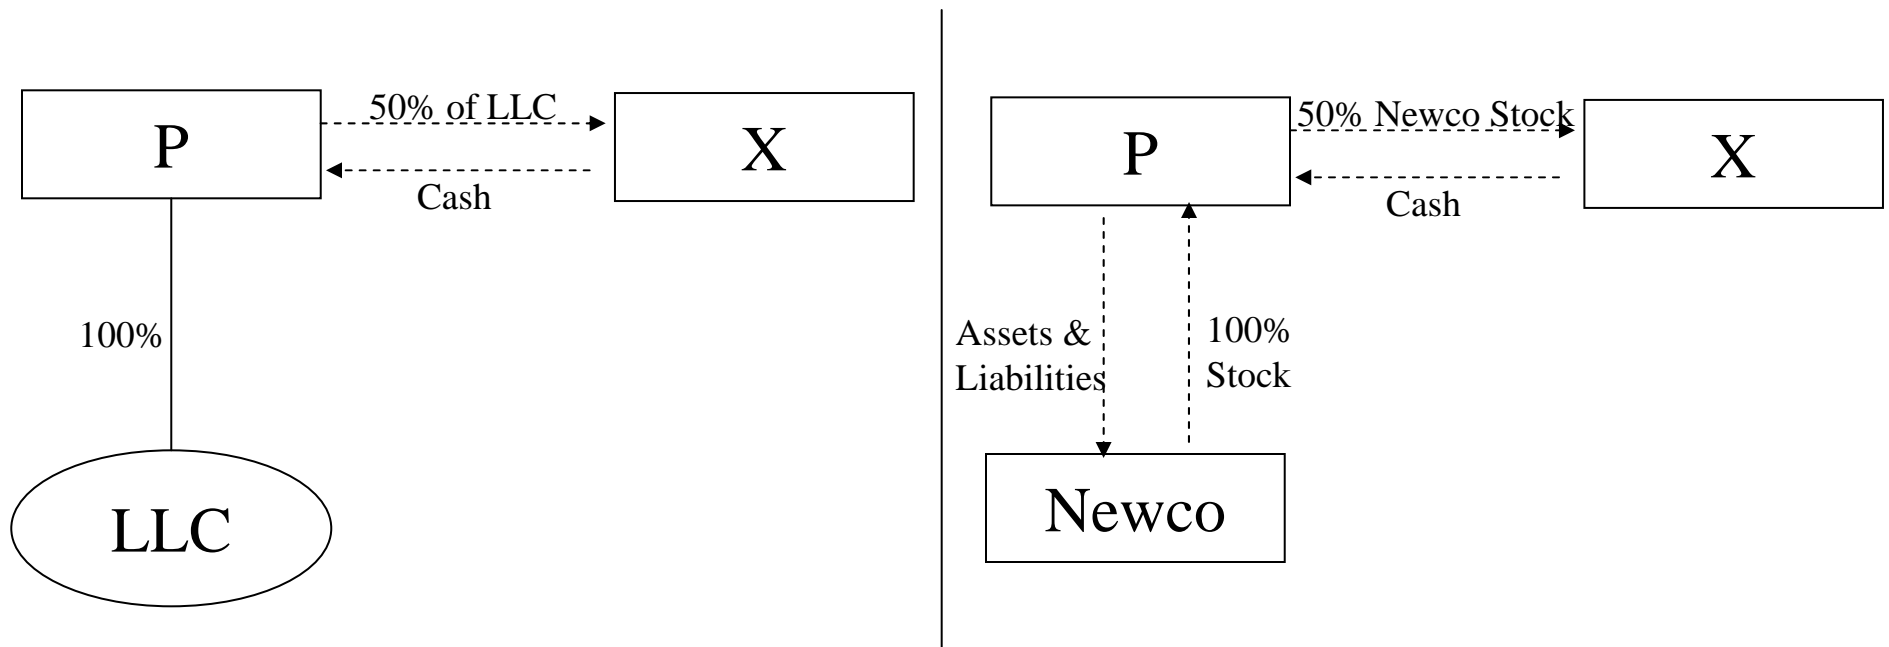 50% of LLC
P
X
Cash
100%
LLC
50% Newco Stock
P
X
Cash
Assets &
Liabilities
100%
Stock
Newco